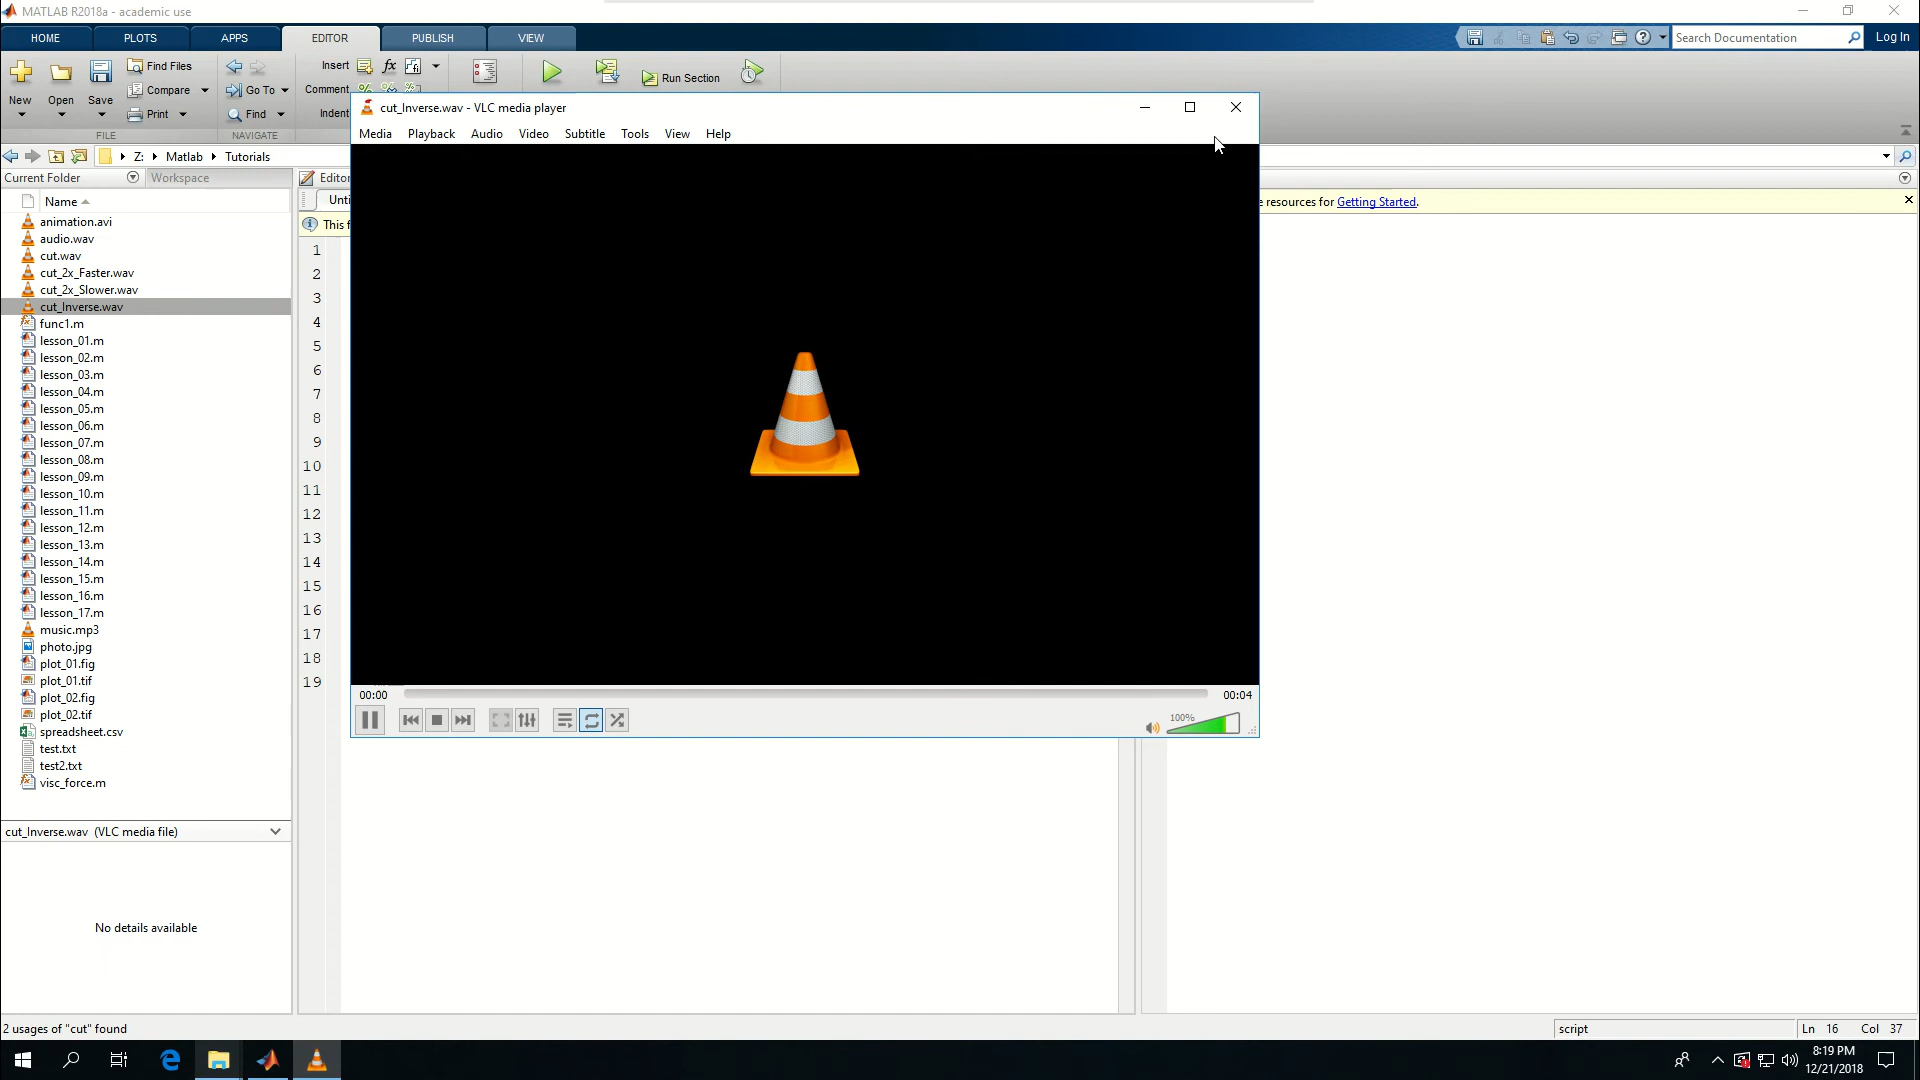 MATLAB R2018a - academic use
HOME PLOTS APPS EDITOR PUBLISH VIEW
Search Documentation Log In
New Open Save Find Files Compare Print
Go To Find
Insert fx
Comment
Indent
Run Section
FILE NAVIGATE
Z: Matlab Tutorials
Current Folder Workspace
Name
animation.avi
audio.wav
cut.wav
cut_2x_Faster.wav
cut_2x_Slower.wav
cut_Inverse.wav
func1.m
lesson_01.m
lesson_02.m
lesson_03.m
lesson_04.m
lesson_05.m
lesson_06.m
lesson_07.m
lesson_08.m
lesson_09.m
lesson_10.m
lesson_11.m
lesson_12.m
lesson_13.m
lesson_14.m
lesson_15.m
lesson_16.m
lesson_17.m
music.mp3
photo.jpg
plot_01.fig
plot_01.tif
plot_02.fig
plot_02.tif
spreadsheet.csv
test.txt
test2.txt
visc_force.m
cut_Inverse.wav (VLC media file)
No details available
2 usages of "cut" found
Editor
Unti
This f
1
2
3
4
5
6
7
8
9
10
11
12
13
14
15
16
17
18
19
cut_Inverse.wav - VLC media player
Media Playback Audio Video Subtitle Tools View Help
00:00 00:04
100%
e resources for Getting Started.
script Ln 16 Col 37
8:19 PM
12/21/2018